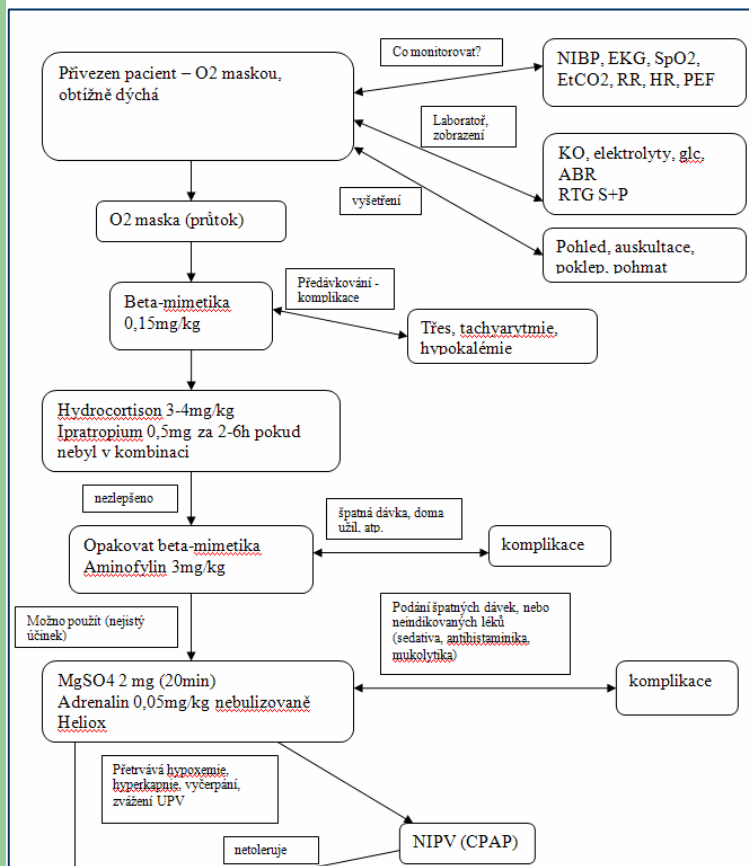 Co monitorovat?
NIBP, EKG, SpO2,
EtCO2, RR, HR, PEF
Přivezen pacient – O2 maskou,
obtížně dýchá
Laboratoř,
zobrazení
KO, elektrolyty, glc,
ABR
RTG S+P
vyšetření
O2 maska (průtok)
Pohled, auskultace,
poklep, pohmat
Předávkování -
komplikace
Beta-mimetika
0,15mg/kg
Třes, tachyarytmie,
hypokalémie
Hydrocortison 3-4mg/kg
Ipratropium 0,5mg za 2-6h pokud
nebyl v kombinaci
nezlepšeno
špatná dávka, doma
užil, atp.
Opakovat beta-mimetika
Aminofylin 3mg/kg
komplikace
Možno použít (nejistý
účinek)
Podání špatných dávek, nebo
neindikovaných léků
(sedativa, antihistaminika,
mukolytika)
MgSO4 2 mg (20min)
Adrenalin 0,05mg/kg nebulizovaně
Heliox
komplikace
Přetrvává hypoxemie,
hyperkapnie, vyčerpání,
zvážení UPV
NIPV (CPAP)
netoleruje